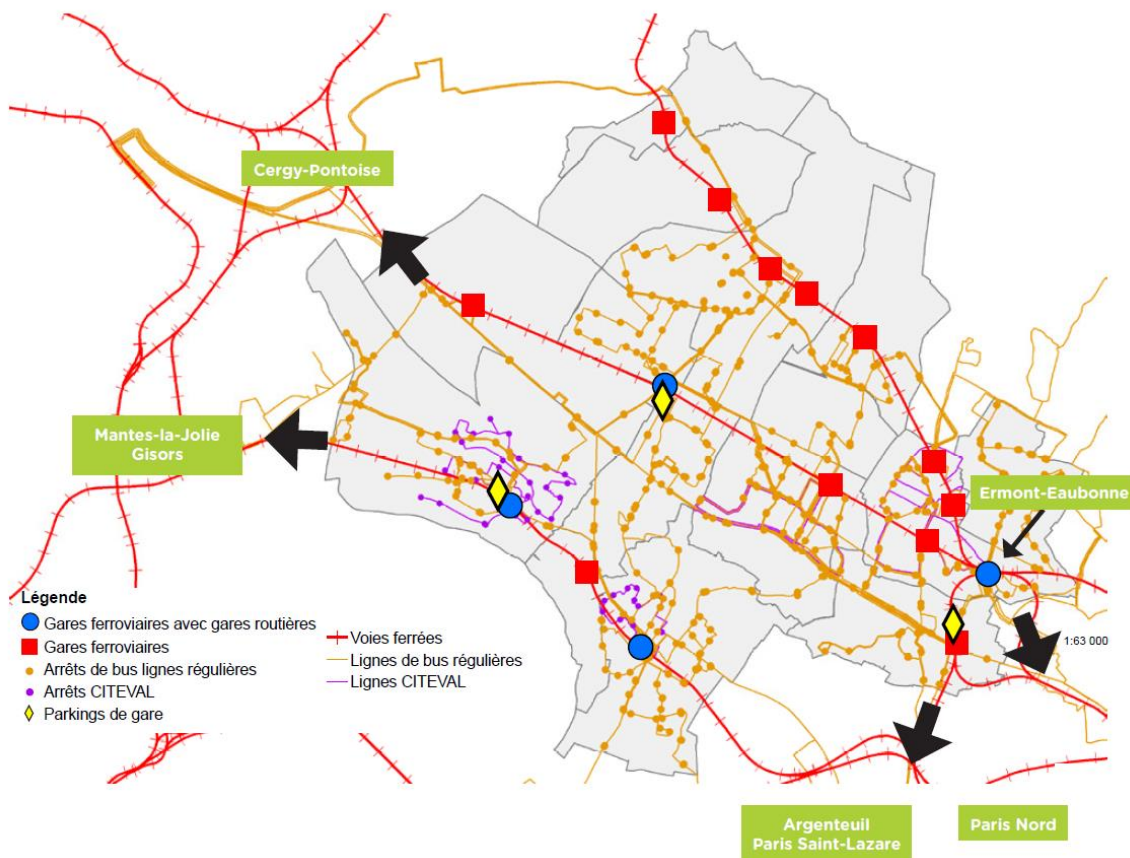 Cergy-Pontoise
Mantes-la-Jolie
Gisors
Ermont-Eaubonne
Légende
Gares ferroviaires avec gares routières
Gares ferroviaires
Arrêts de bus lignes régulières
Arrêts CITEVAL
Parkings de gare
Voies ferrées
Lignes de bus régulières
Lignes CITEVAL
1:63 000
Argenteuil
Paris Saint-Lazare
Paris Nord